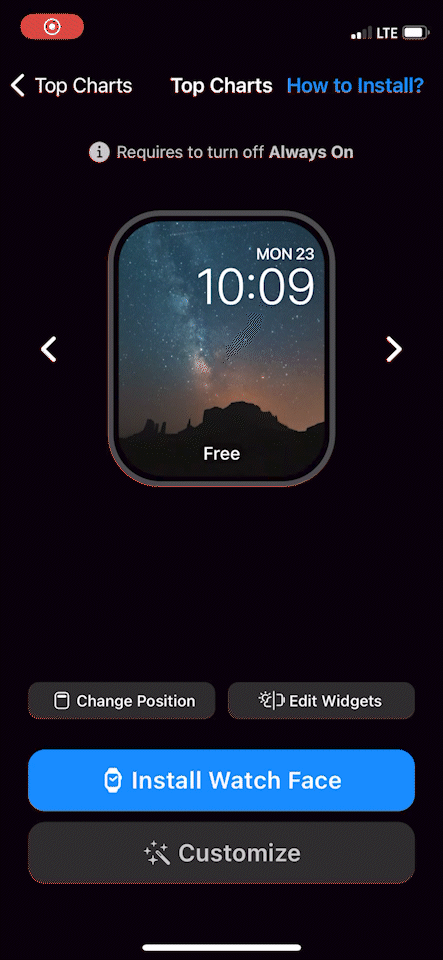 LTE
Top Charts
Top Charts
How to Install?
Requires to turn off Always On
MON 23
10:09
Free
Change Position
Edit Widgets
Install Watch Face
Customize